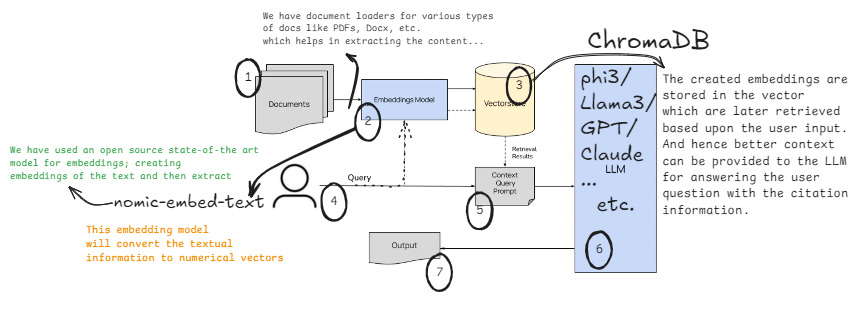 We have document loaders for various types
of docs like PDFs, Docx, etc.
which helps in extracting the content...
ChromaDB
1
Documents
Embeddings Model
2
Vectorstore
3
phi3/
Llama3/
GPT/
Claude
LLM
...
etc.
The created embeddings are
stored in the vector
which are later retrieved
based upon the user input.
And hence better context
can be provided to the LLM
for answering the user
question with the citation
information.
We have used an open source state-of-the art
model for embeddings; creating
embeddings of the text and then extract
nomic-embed-text
This embedding model
will convert the textual
information to numerical vectors
Retrieval
Results
Query
4
Context
Query
Prompt
5
Output
6
7